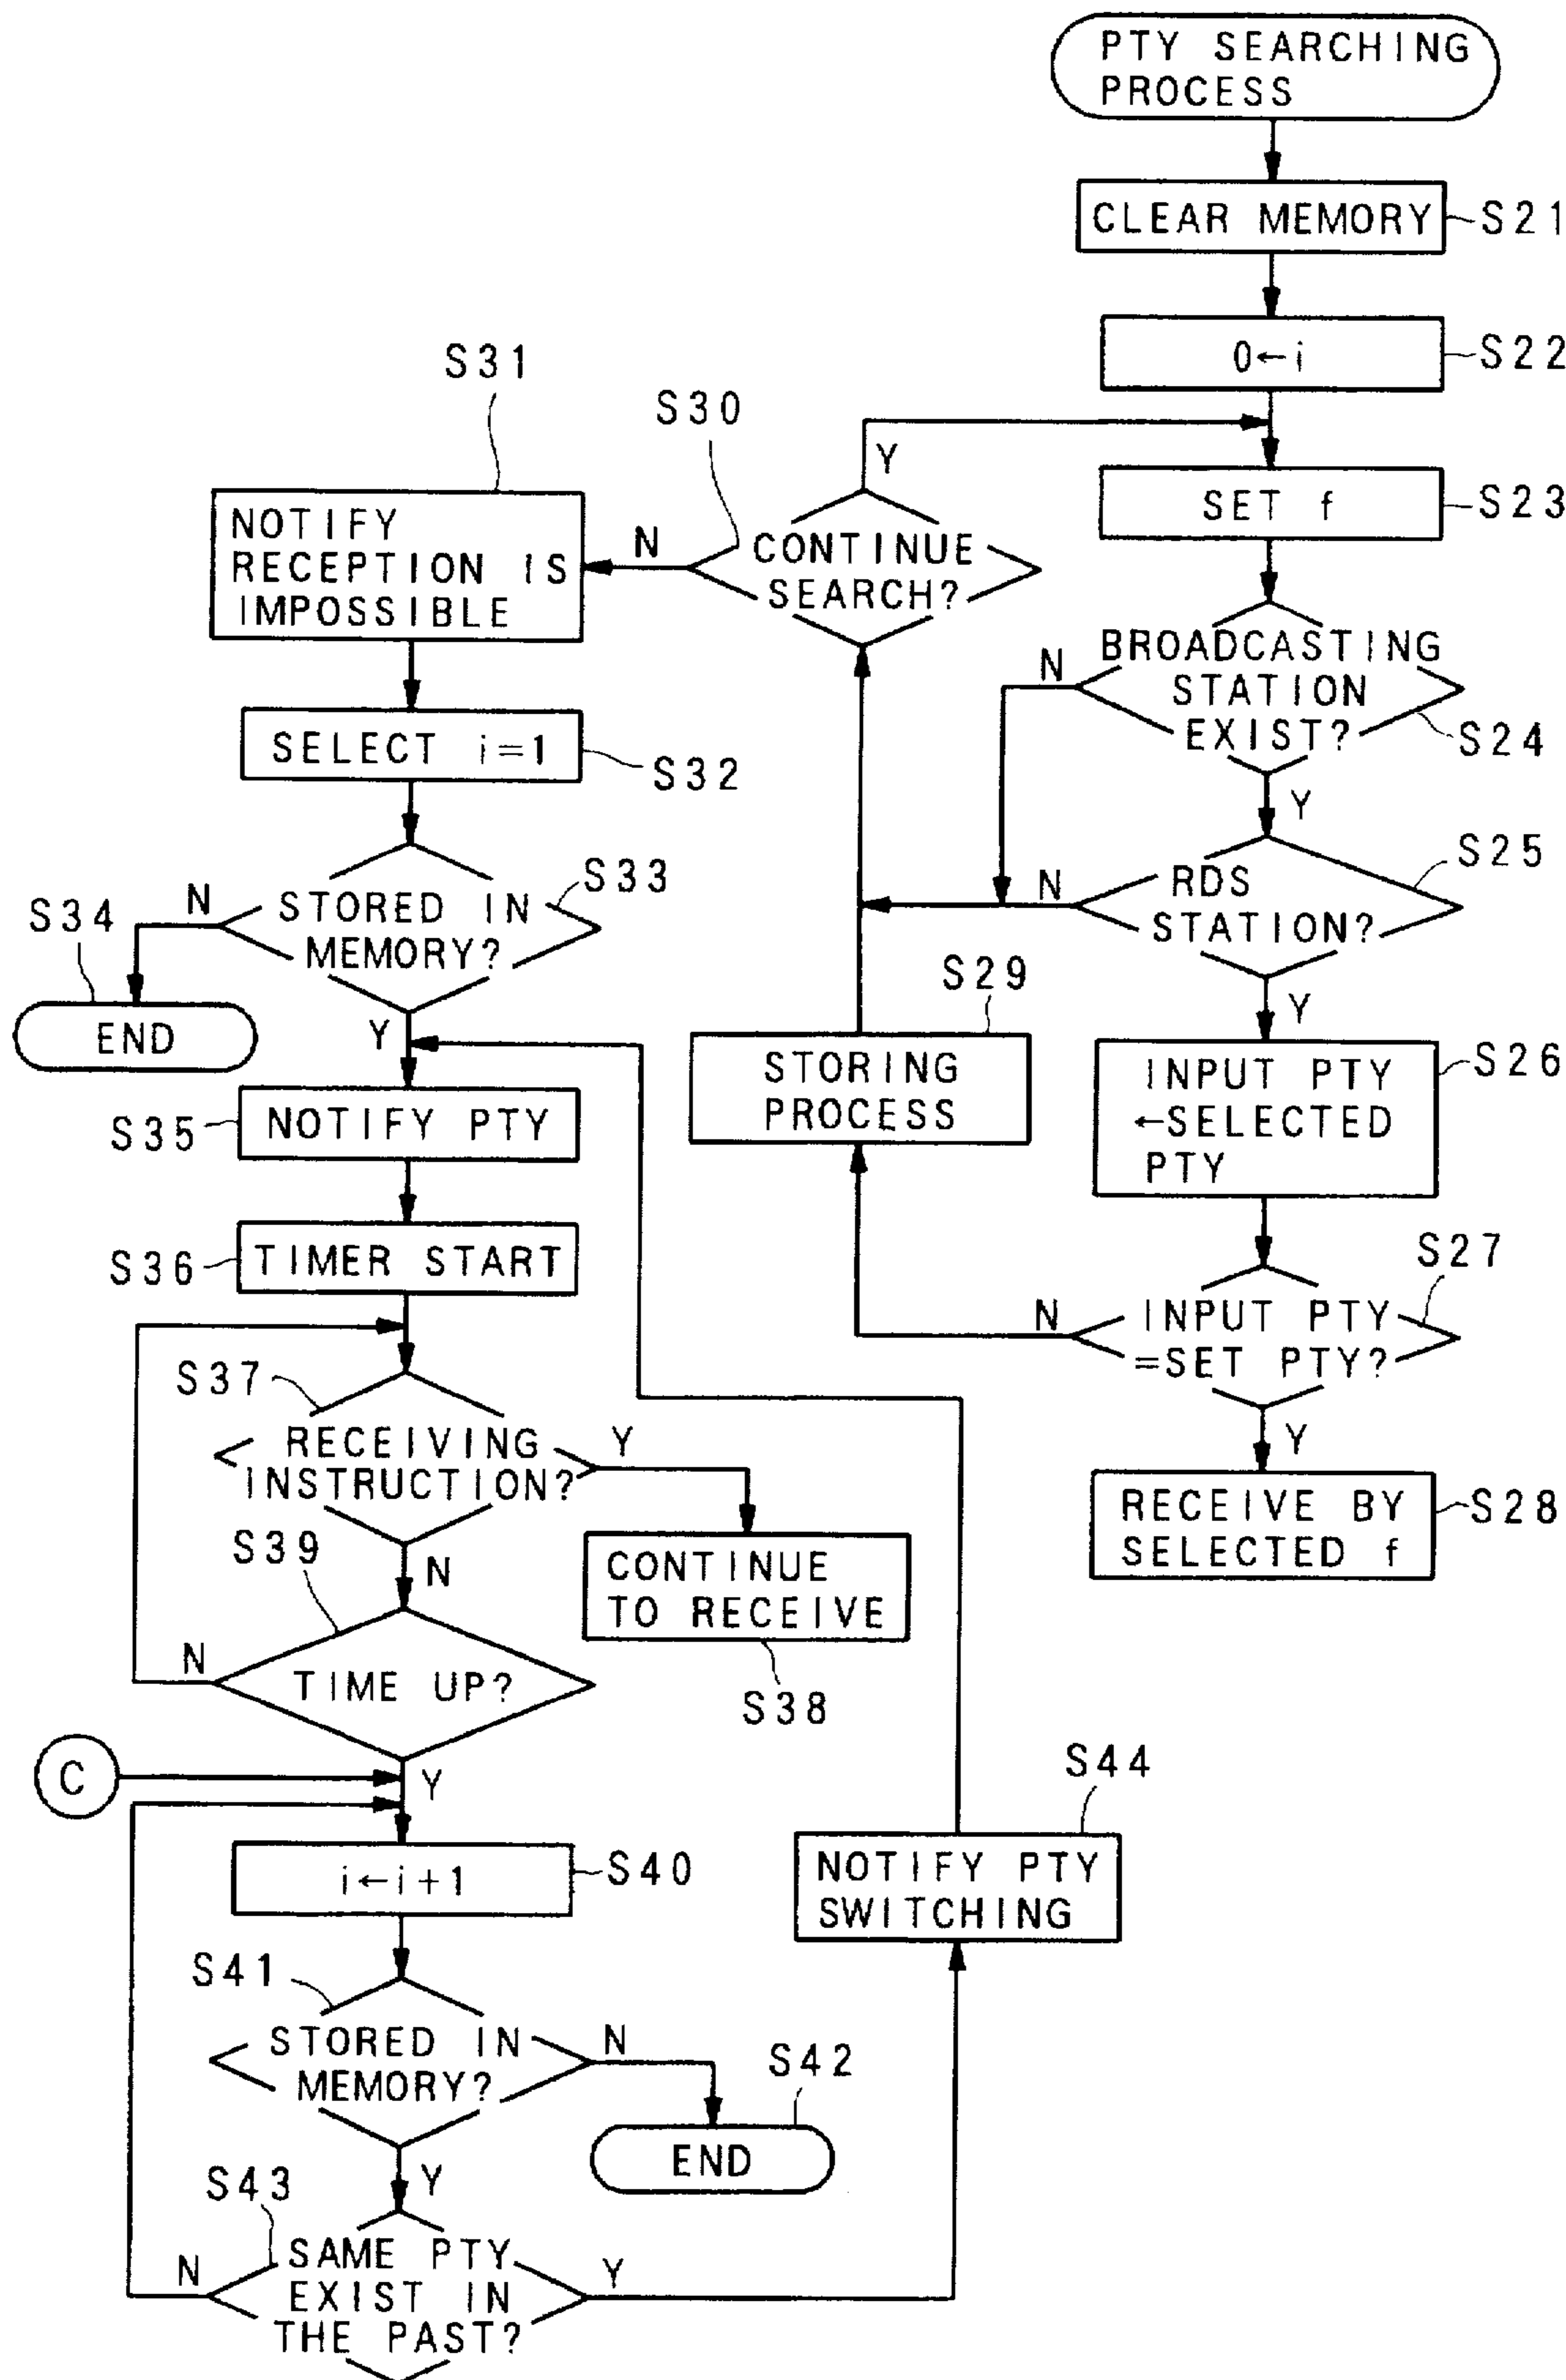 PTY SEARCHING
PROCESS
CLEAR MEMORY
S21
0←i
S22
SET f
S23
BROADCASTING
STATION
EXIST?
S24
N
Y
RDS
STATION?
S25
N
Y
INPUT PTY
←SELECTED
PTY
S26
INPUT PTY
=SET PTY?
S27
N
Y
RECEIVE BY
SELECTED f
S28
S29
STORING
PROCESS
S30
CONTINUE
SEARCH?
Y
N
S31
NOTIFY
RECEPTION IS
IMPOSSIBLE
SELECT i=1
S32
STORED IN
MEMORY?
S33
N
Y
S34
END
NOTIFY PTY
S35
TIMER START
S36
S37
RECEIVING
INSTRUCTION?
Y
N
CONTINUE
TO RECEIVE
S38
S39
TIME UP?
N
Y
C
i←i+1
S40
S41
STORED IN
MEMORY?
N
Y
S42
END
S43
SAME PTY
EXIST IN
THE PAST?
N
Y
S44
NOTIFY PTY
SWITCHING